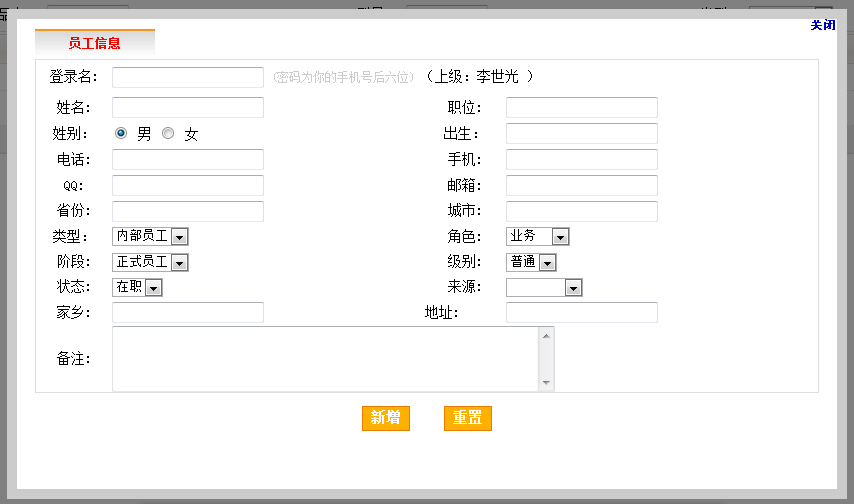 关闭
员工信息
登录名: (密码为你的手机号后六位) (上级:李世光 )
姓名: 职位:
姓别: 男 女 出生:
电话: 手机:
QQ: 邮箱:
省份: 城市:
类型: 内部员工 角色: 业务
阶段: 正式员工 级别: 普通
状态: 在职 来源:
家乡: 地址:
备注:
新增 重置